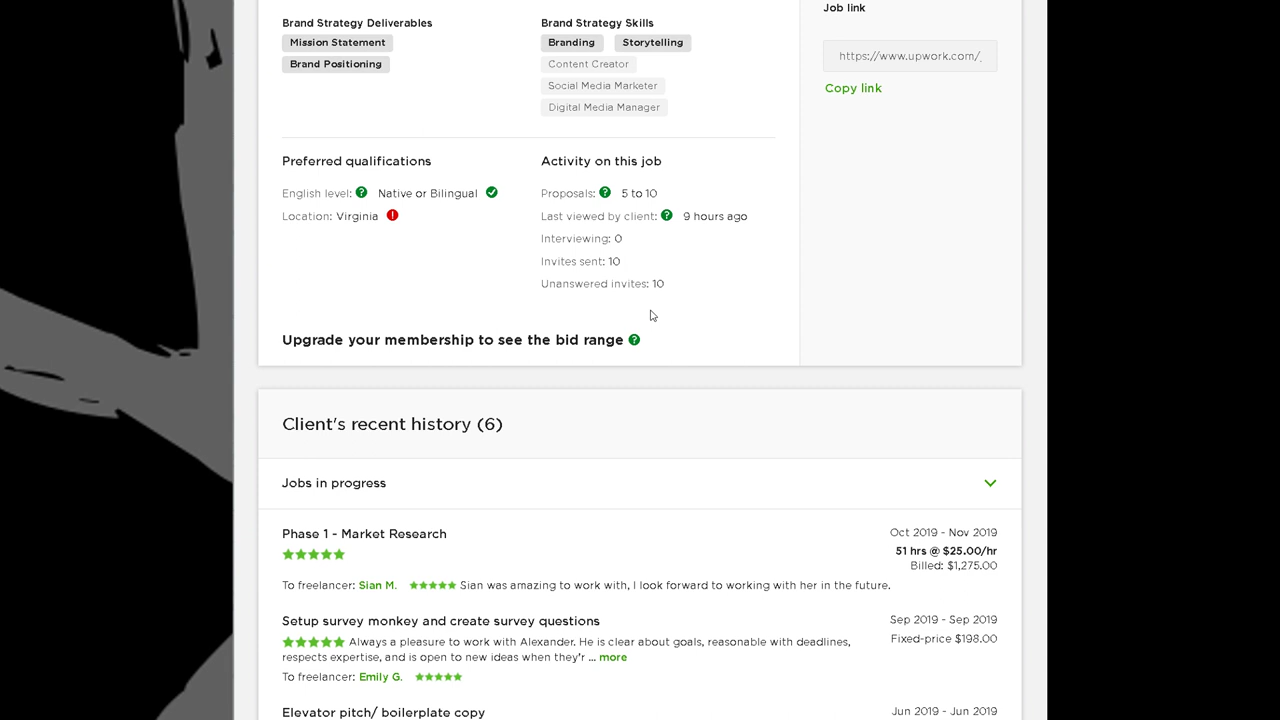 Job link
Brand Strategy Deliverables
Mission Statement
Brand Positioning
Brand Strategy Skills
Branding Storytelling
Content Creator
Social Media Marketer
Digital Media Manager
https://www.upwork.com/
Copy link
Preferred qualifications
English level: ? Native or Bilingual
Location: Virginia !
Activity on this job
Proposals: ? 5 to 10
Last viewed by client: ? 9 hours ago
Interviewing: 0
Invites sent: 10
Unanswered invites: 10
Upgrade your membership to see the bid range ?
Client's recent history (6)
Jobs in progress
Phase 1 - Market Research
Oct 2019 - Nov 2019
51 hrs @ $25.00/hr
Billed: $1,275.00
To freelancer: Sian M. Sian was amazing to work with, I look forward to working with her in the future.
Setup survey monkey and create survey questions
Sep 2019 - Sep 2019
Fixed-price $198.00
Always a pleasure to work with Alexander. He is clear about goals, reasonable with deadlines,
respects expertise, and is open to new ideas when they'r ... more
To freelancer: Emily G.
Elevator pitch/ boilerplate copy
Jun 2019 - Jun 2019